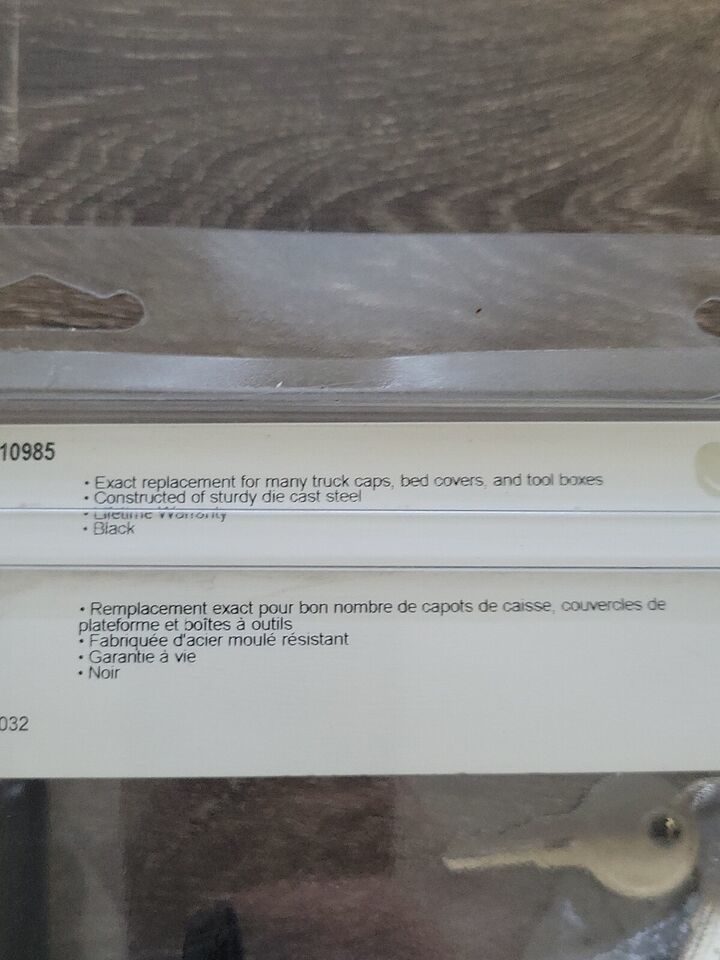 10985
• Exact replacement for many truck caps, bed covers, and tool boxes
• Constructed of sturdy die cast steel
• Lifetime Warranty
• Black
• Remplacement exact pour bon nombre de capots de caisse, couvercles de
plateforme et boîtes à outils
• Fabriquée d'acier moulé résistant
• Garantie à vie
• Noir
032